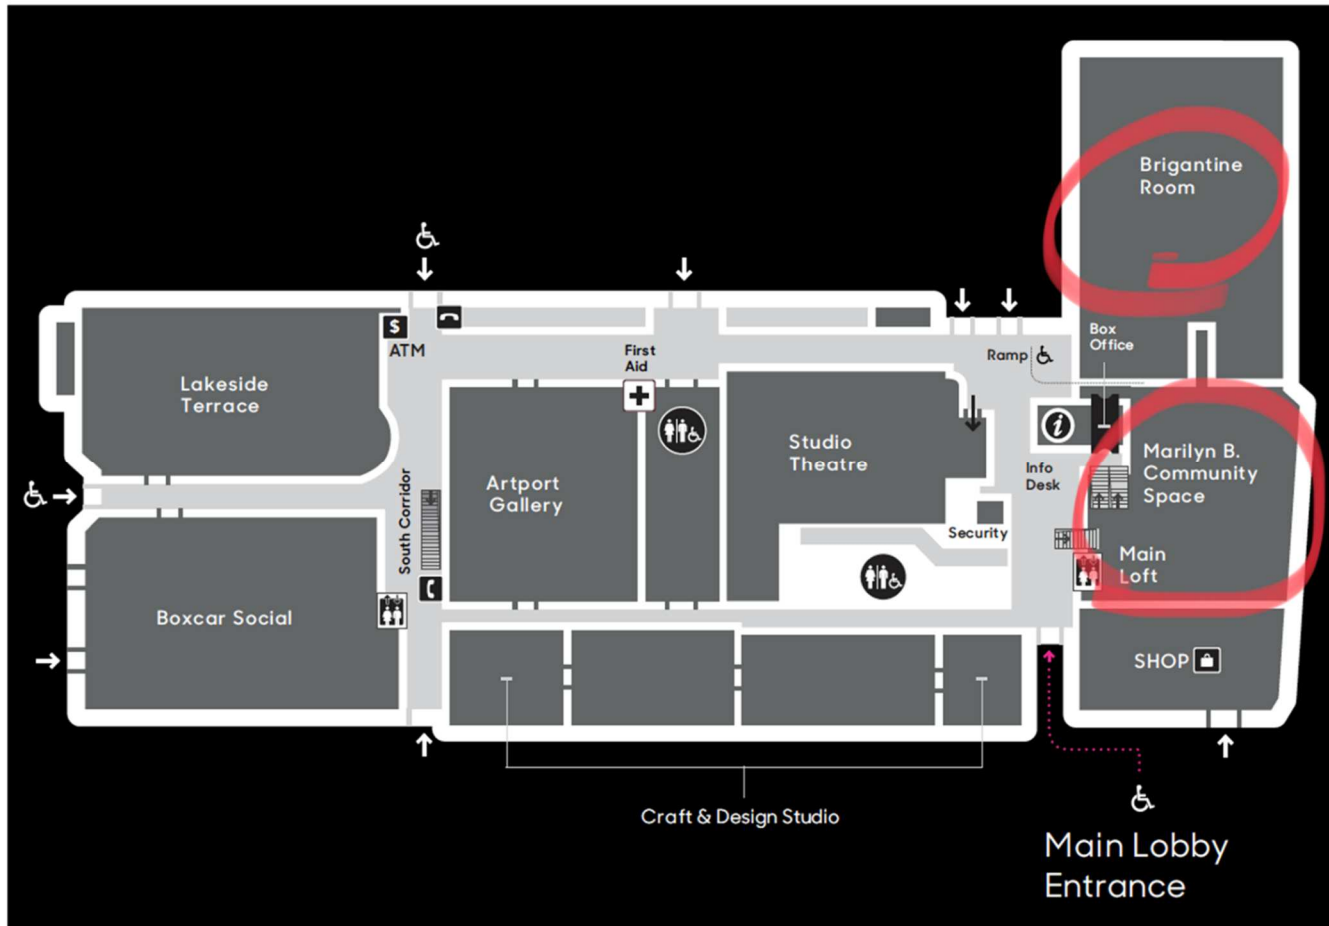 Brigantine
Room
Box
Office
Ramp
$
ATM
First
Aid
Lakeside
Terrace
Studio
Theatre
i
Info
Desk
Marilyn B.
Community
Space
Artport
Gallery
South Corridor
Security
Main
Loft
Boxcar Social
SHOP
Craft & Design Studio
Main Lobby
Entrance